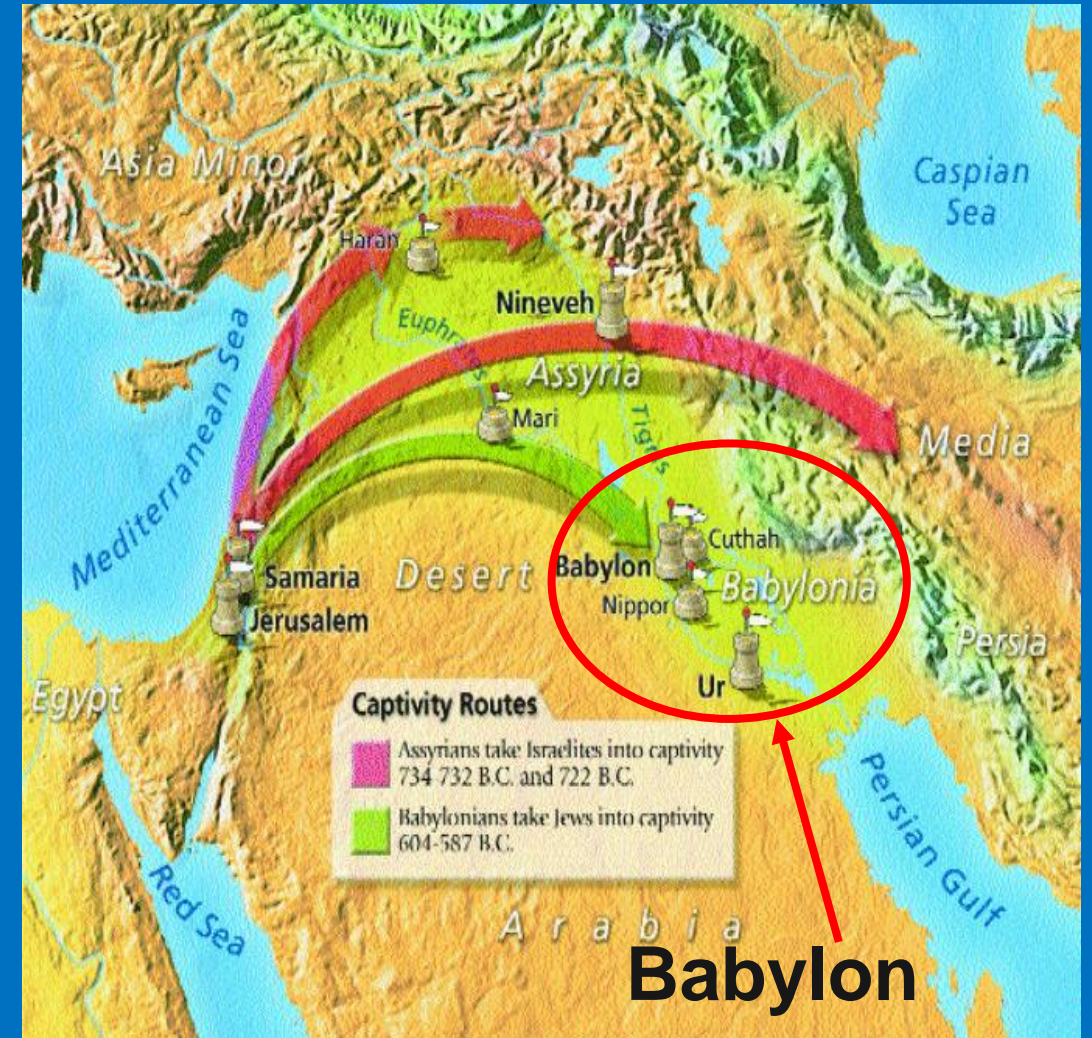 Asia Minor
Caspian
Sea
Haran
Nineveh
Euphrates
Assyria
Mediterranean Sea
Mari
Tigris
Media
Cuthah
Samaria
Desert
Babylon
Babylonia
Nippor
Jerusalem
Persia
Egypt
Ur
Captivity Routes
Assyrians take Israelites into captivity
734 732 B.C. and 722 B.C.
Babylonians take Jews into captivity
604-587 B.C.
Persian Gulf
Red Sea
Arabia
Babylon